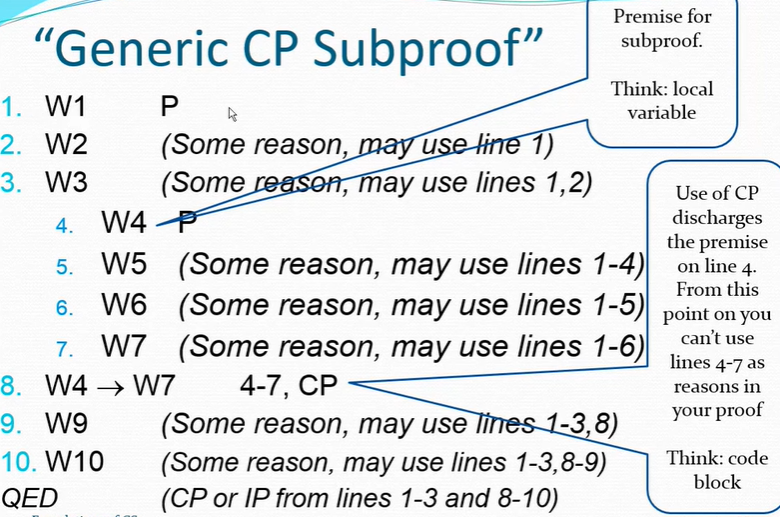 “Generic CP Subproof”
Premise for
subproof.
Think: local
variable
1. W1 P
2. W2 (Some reason, may use line 1)
3. W3 (Some reason, may use lines 1,2)
4. W4 P
5. W5 (Some reason, may use lines 1-4)
6. W6 (Some reason, may use lines 1-5)
7. W7 (Some reason, may use lines 1-6)
8. W4 → W7 4-7, CP
9. W9 (Some reason, may use lines 1-3,8)
10. W10 (Some reason, may use lines 1-3,8-9)
QED (CP or IP from lines 1-3 and 8-10)
Use of CP
discharges
the premise
on line 4.
From this
point on you
can’t use
lines 4-7 as
reasons in
your proof
Think: code
block